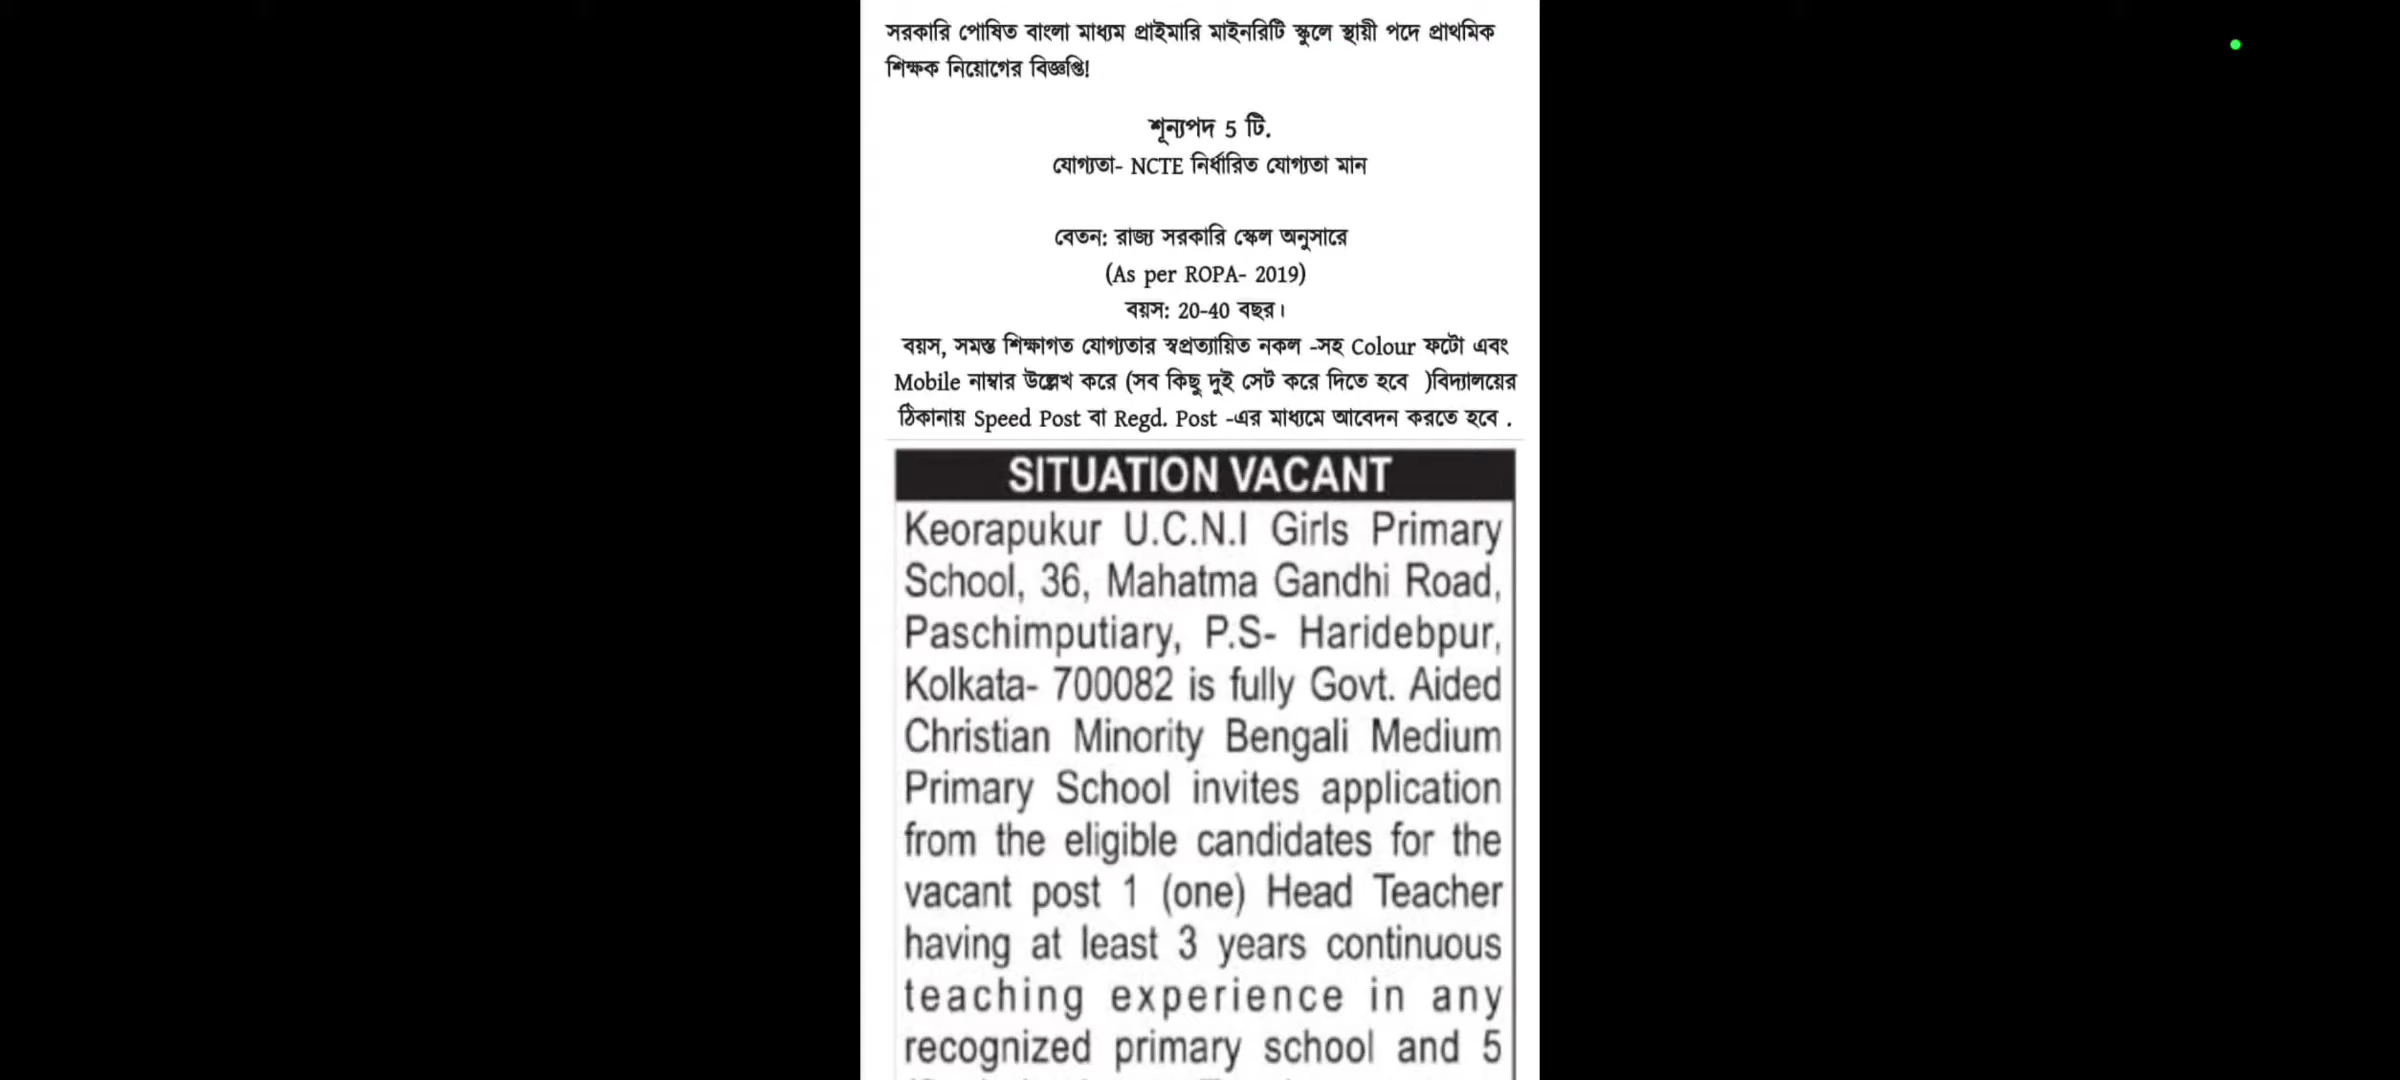 সরকারি পোষিত বাংলা মাধ্যম প্রাইমারি মাইনরিটি স্কুলে স্থায়ী পদে প্রাথমিক
শিক্ষক নিয়োগের বিজ্ঞপ্তি!
শূন্যপদ 5 টি.
যোগ্যতা- NCTE নির্ধারিত যোগ্যতা মান
বেতন: রাজ্য সরকারি স্কেল অনুসারে
(As per ROPA- 2019)
বয়স: 20-40 বছর।
বয়স, সমস্ত শিক্ষাগত যোগ্যতার স্বপ্রত্যায়িত নকল -সহ Colour ফটো এবং
Mobile নাম্বার উল্লেখ করে (সব কিছু দুই সেট করে দিতে হবে )বিদ্যালয়ের
ঠিকানায় Speed Post বা Regd. Post -এর মাধ্যমে আবেদন করতে হবে .
SITUATION VACANT
Keorapukur U.C.N.I Girls Primary
School, 36, Mahatma Gandhi Road,
Paschimputiary, P.S- Haridebpur,
Kolkata- 700082 is fully Govt. Aided
Christian Minority Bengali Medium
Primary School invites application
from the eligible candidates for the
vacant post 1 (one) Head Teacher
having at least 3 years continuous
teaching experience in any
recognized primary school and 5